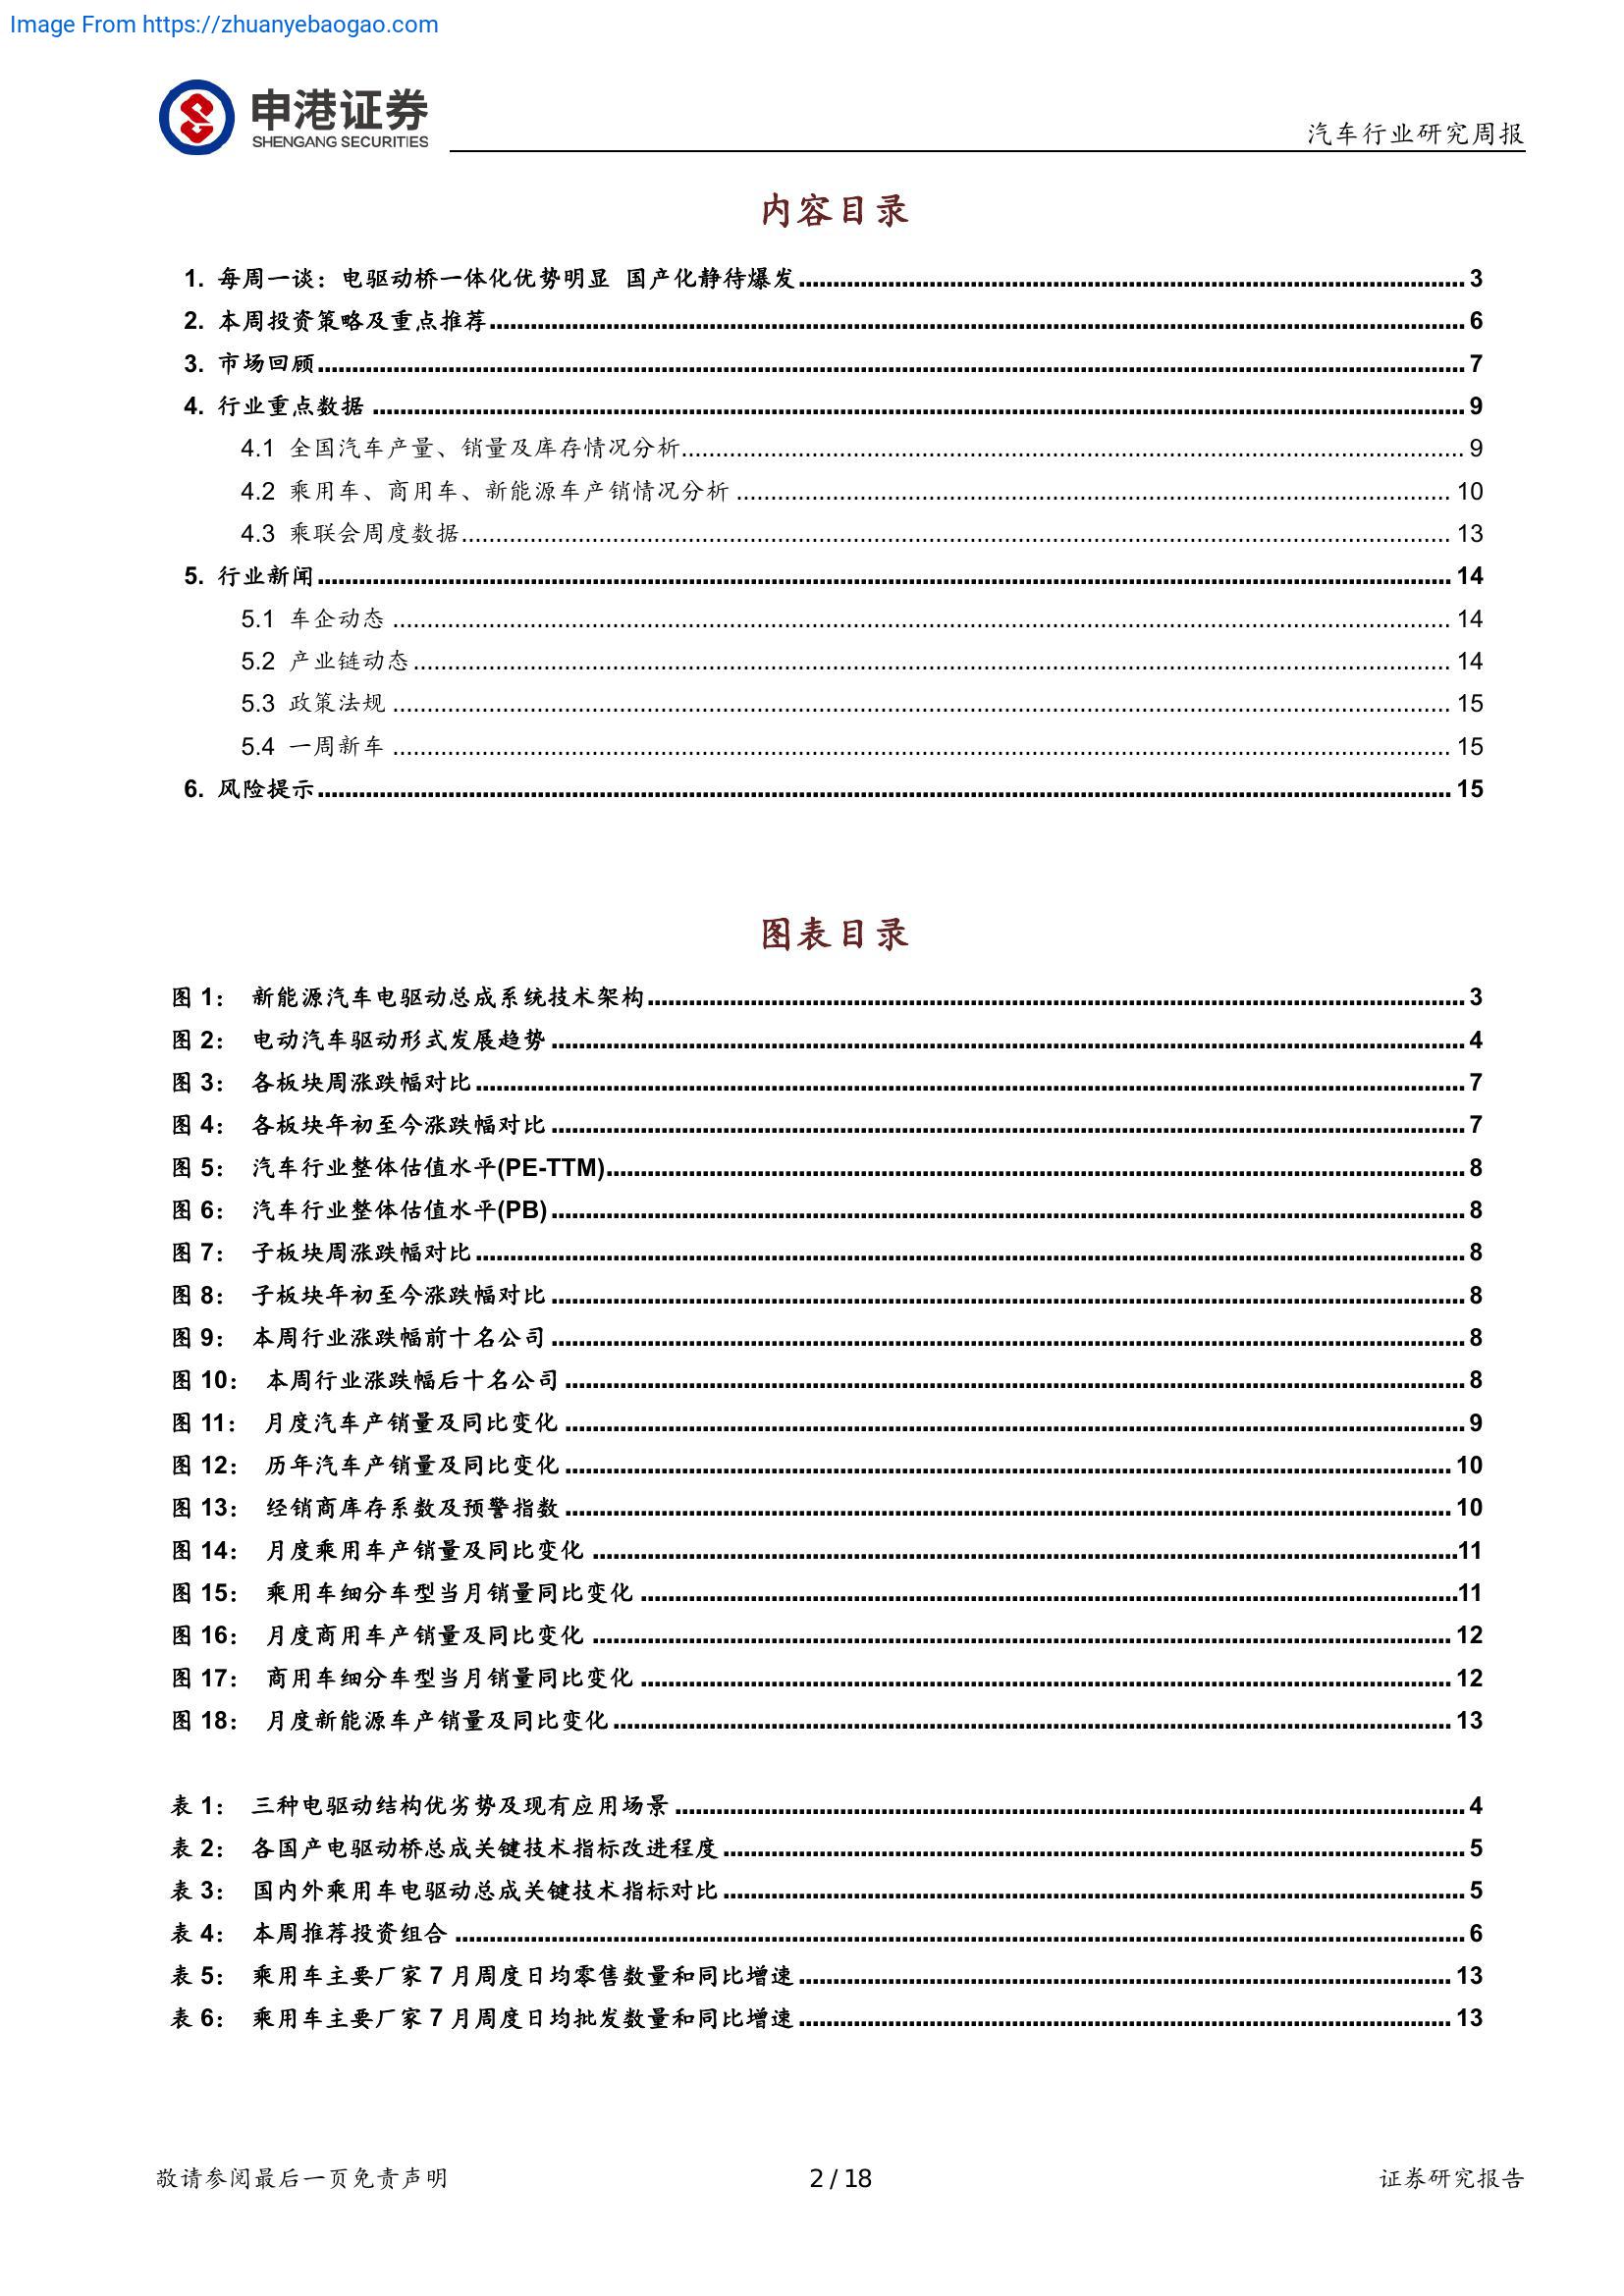 Image From https://zhuanyebaogao.com
申港证券
SHENGANG SECURITIES
汽车行业研究周报
内容目录
1. 每周一谈：电驱动桥一体化优势明显 国产化静待爆发 3
2. 本周投资策略及重点推荐 6
3. 市场回顾 7
4. 行业重点数据 9
4.1 全国汽车产量、销量及库存情况分析 9
4.2 乘用车、商用车、新能源车产销情况分析 10
4.3 乘联会周度数据 13
5. 行业新闻 14
5.1 车企动态 14
5.2 产业链动态 14
5.3 政策法规 15
5.4 一周新车 15
6. 风险提示 15
图表目录
图 1： 新能源汽车电驱动总成系统技术架构 3
图 2： 电动汽车驱动形式发展趋势 4
图 3： 各板块周涨跌幅对比 7
图 4： 各板块年初至今涨跌幅对比 7
图 5： 汽车行业整体估值水平(PE-TTM) 8
图 6： 汽车行业整体估值水平(PB) 8
图 7： 子板块周涨跌幅对比 8
图 8： 子板块年初至今涨跌幅对比 8
图 9： 本周行业涨跌幅前十名公司 8
图 10： 本周行业涨跌幅后十名公司 8
图 11： 月度汽车产销量及同比变化 9
图 12： 历年汽车产销量及同比变化 10
图 13： 经销商库存系数及预警指数 10
图 14： 月度乘用车产销量及同比变化 11
图 15： 乘用车细分车型当月销量同比变化 11
图 16： 月度商用车产销量及同比变化 12
图 17： 商用车细分车型当月销量同比变化 12
图 18： 月度新能源车产销量及同比变化 13
表 1： 三种电驱动结构优劣势及现有应用场景 4
表 2： 各国产电驱动桥总成关键技术指标改进程度 5
表 3： 国内外乘用车电驱动总成关键技术指标对比 5
表 4： 本周推荐投资组合 6
表 5： 乘用车主要厂家 7 月周度日均零售数量和同比增速 13
表 6： 乘用车主要厂家 7 月周度日均批发数量和同比增速 13
敬请参阅最后一页免责声明
2 / 18
证券研究报告